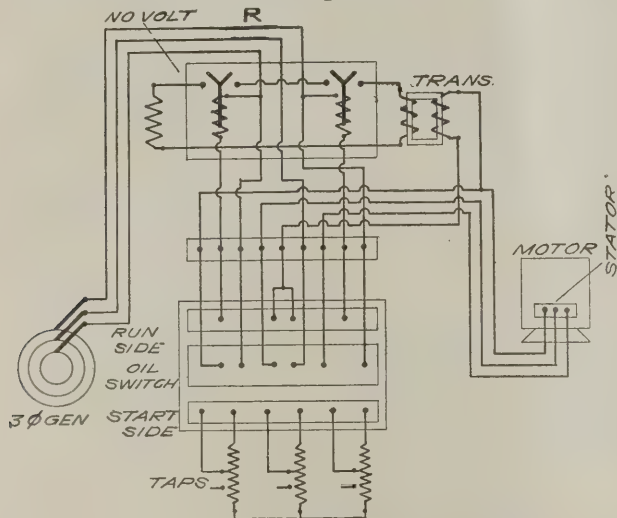 NO VOLT
R
TRANS.
MOTOR
STATOR
RUN
SIDE
OIL
SWITCH
START
SIDE
3Ø GEN
TAPS